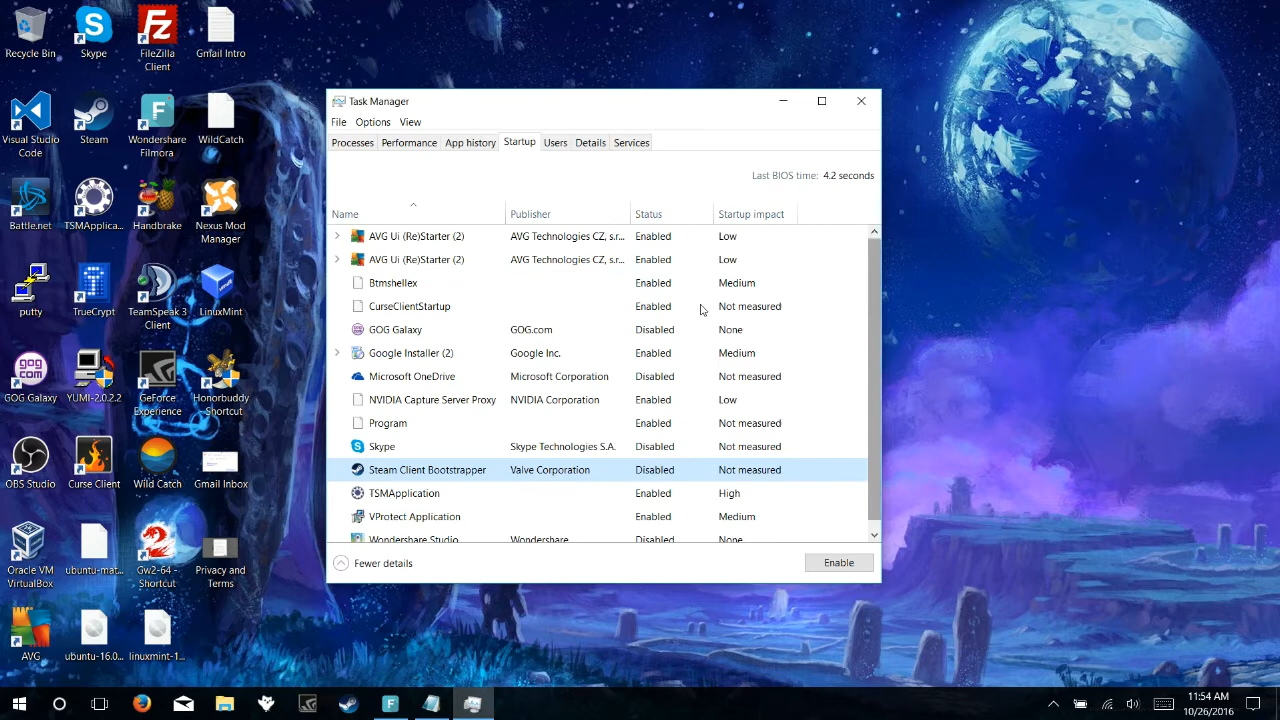 Recycle Bin
Skype
FileZilla
Client
Gmail Intro
Visual Studio
Code
Steam
Wondershare
Filmora
WildCatch
Battle.net
TSMApplica...
Handbrake
Nexus Mod
Manager
putty
TrueCrypt
TeamSpeak 3
Client
LinuxMint
GOG Galaxy
YUMI-2.0.2.2
GeForce
Experience
Honorbuddy
- Shortcut
OBS Studio
Curse Client
Wild Catch
Gmail Inbox
Oracle VM
VirtualBox
ubuntu-mat...
Gw2-64 -
Shortcut
Privacy and
Terms
AVG
ubuntu-16.0...
linuxmint-1...
Task Manager
File Options View
Processes Performance App history Startup Users Details Services
Last BIOS time: 4.2 seconds
Name Publisher Status Startup impact
AVG Ui (Re)Starter (2) AVG Technologies CZ, s.r... Enabled Low
AVG Ui (Re)Starter (2) AVG Technologies CZ, s.r... Enabled Low
Btmshellex Enabled Medium
CurseClientStartup Enabled Not measured
GOG Galaxy GOG.com Disabled None
Google Installer (2) Google Inc. Enabled Medium
Microsoft OneDrive Microsoft Corporation Disabled Not measured
NVIDIA Capture Server Proxy NVIDIA Corporation Enabled Low
Program Enabled Not measured
Skype Skype Technologies S.A. Disabled Not measured
Client Bootstrapper Valve Corporation Disabled Not measured
TSMApplication Enabled High
VProtect Application Enabled Medium
Wondershare Studio Wondershare Disabled None
Fewer details
Enable
11:54 AM
10/26/2016